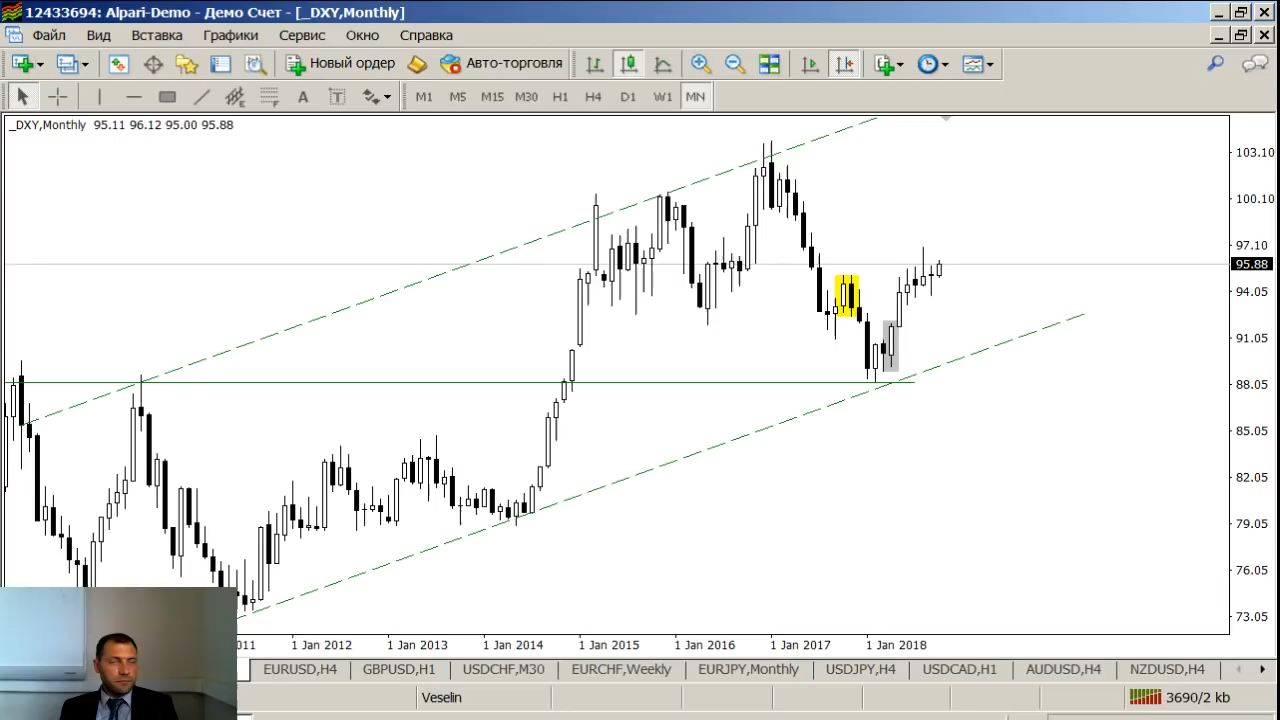 12433694: Alpari-Demo - Демо Счет - [_DXY,Monthly]
Файл Вид Вставка Графики Сервис Окно Справка
Новый ордер Авто-торговля
A T M1 M5 M15 M30 H1 H4 D1 W1 MN
_DXY,Monthly 95.11 96.12 95.00 95.88
103.10
100.10
97.10
95.88
94.05
91.05
88.05
85.05
82.05
79.05
76.05
73.05
2011 1 Jan 2012 1 Jan 2013 1 Jan 2014 1 Jan 2015 1 Jan 2016 1 Jan 2017 1 Jan 2018
EURUSD,H4 GBPUSD,H1 USDCHF,M30 EURCHF,Weekly EURJPY,Monthly USDJPY,H4 USDCAD,H1 AUDUSD,H4 NZDUSD,H4
Veselin 3690/2 kb